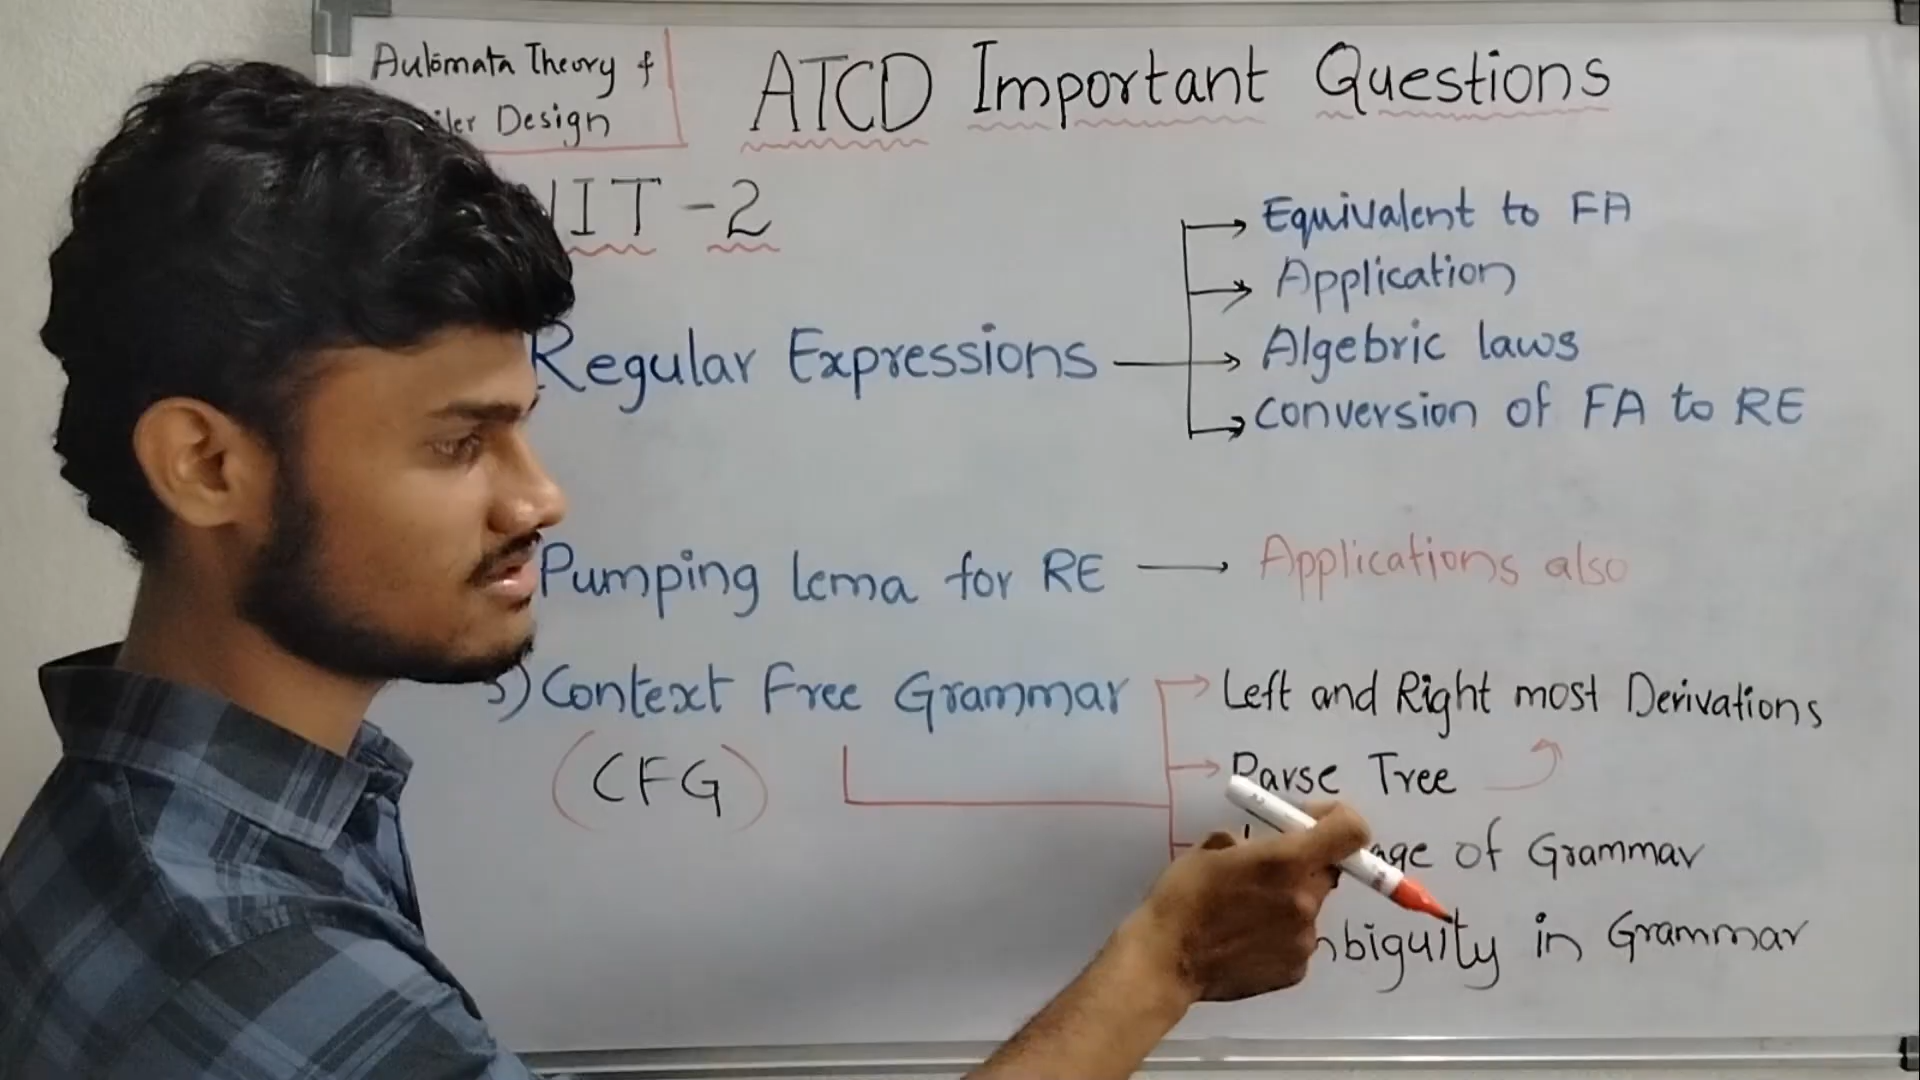 Automata Theory &
Design
ATCD Important Questions
-2
Regular Expressions
Equivalent to FA
Application
Algebric laws
Conversion of FA to RE
Pumping lema for RE
Applications also
3) Context Free Grammar
(CFG)
Left and Right most Derivations
Parse Tree
of Grammar
in Grammar